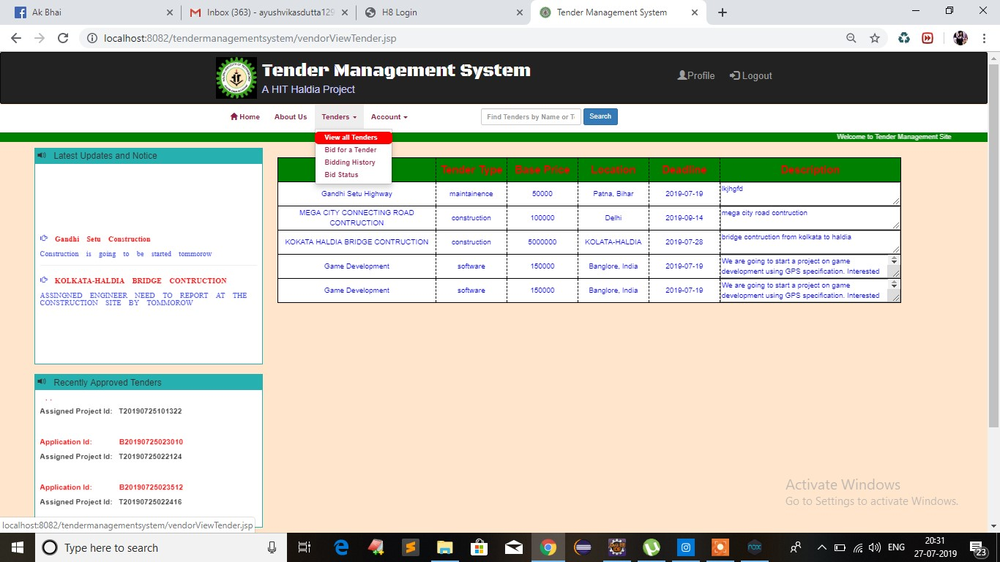 Ak Bhai
Inbox (363) - ayushvikasdutta129
H8 Login
Tender Management System
localhost:8082/tendermanagementsystem/vendorViewTender.jsp
Tender Management System
A HIT Haldia Project
Profile
Logout
Home
About Us
Tenders
Account
Find Tenders by Name or T
Search
View all Tenders
Bid for a Tender
Bidding History
Bid Status
Welcome to Tender Management Site
Latest Updates and Notice
Gandhi Setu Construction
Construction is going to be started tommorow
KOLKATA-HALDIA BRIDGE CONTRUCTION
ASSINGNED ENGINEER NEED TO REPORT AT THE
CONSTRUCTION SITE BY TOMMOROW
Recently Approved Tenders
Assigned Project Id: T20190725101322
Application Id: B20190725023010
Assigned Project Id: T20190725022124
Application Id: B20190725023512
Assigned Project Id: T20190725022416
Tender Type Base Price Location Deadline Description
Gandhi Setu Highway maintainence 50000 Patna, Bihar 2019-07-19 lkjhgfd
MEGA CITY CONNECTING ROAD
CONTRUCTION construction 100000 Delhi 2019-09-14 mega city road contruction
KOKATA HALDIA BRIDGE CONTRUCTION construction 5000000 KOLATA-HALDIA 2019-07-28 bridge contruction from kolkata to haldia
Game Development software 150000 Banglore, India 2019-07-19 We are going to start a project on game
development using GPS specification. Interested
Game Development software 150000 Banglore, India 2019-07-19 We are going to start a project on game
development using GPS specification. Interested
Activate Windows
Go to Settings to activate Windows.
localhost:8082/tendermanagementsystem/vendorViewTender.jsp
Type here to search
ENG
20:31
27-07-2019
23